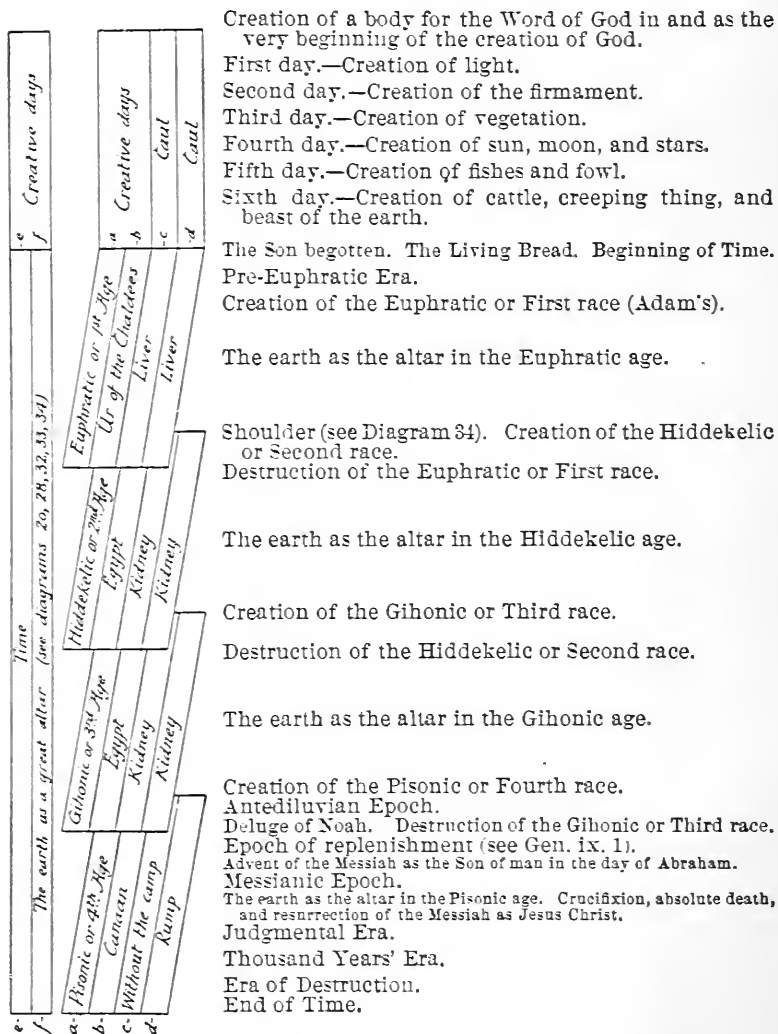 Creation of a body for the Word of God in and as the
very beginning of the creation of God.
First day.—Creation of light.
Second day.—Creation of the firmament.
Third day.—Creation of vegetation.
Fourth day.—Creation of sun, moon, and stars.
Fifth day.—Creation of fishes and fowl.
Sixth day.—Creation of cattle, creeping thing, and
beast of the earth.
The Son begotten. The Living Bread. Beginning of Time.
Pre-Euphratic Era.
Creation of the Euphratic or First race (Adam's).
The earth as the altar in the Euphratic age.
Shoulder (see Diagram 34). Creation of the Hiddekelic
or Second race.
Destruction of the Euphratic or First race.
The earth as the altar in the Hiddekelic age.
Creation of the Gihonic or Third race.
Destruction of the Hiddekelic or Second race.
The earth as the altar in the Gihonic age.
Creation of the Pisonic or Fourth race.
Antediluvian Epoch.
Deluge of Noah. Destruction of the Gihonic or Third race.
Epoch of replenishment (see Gen. ix. 1).
Advent of the Messiah as the Son of man in the day of Abraham.
Messianic Epoch.
The earth as the altar in the Pisonic age. Crucifixion, absolute death,
and resurrection of the Messiah as Jesus Christ.
Judgmental Era.
Thousand Years' Era.
Era of Destruction.
End of Time.
e- Time -e
f- The earth as a great altar (see diagrams 20, 28, 32, 33, 34) f
Creative days
a- Pisonic or 4th Age
b- Canaan
c- Without the camp
d- Rump
Gihonic or 3rd Age
Egypt
Kidney
Kidney
Hiddekelic or 2nd Age
Egypt
Kidney
Kidney
Euphratic or 1st Age
Ur of the Chaldees
Liver
Liver
-a
-b
-c
-d
Creative days
Caul
Caul